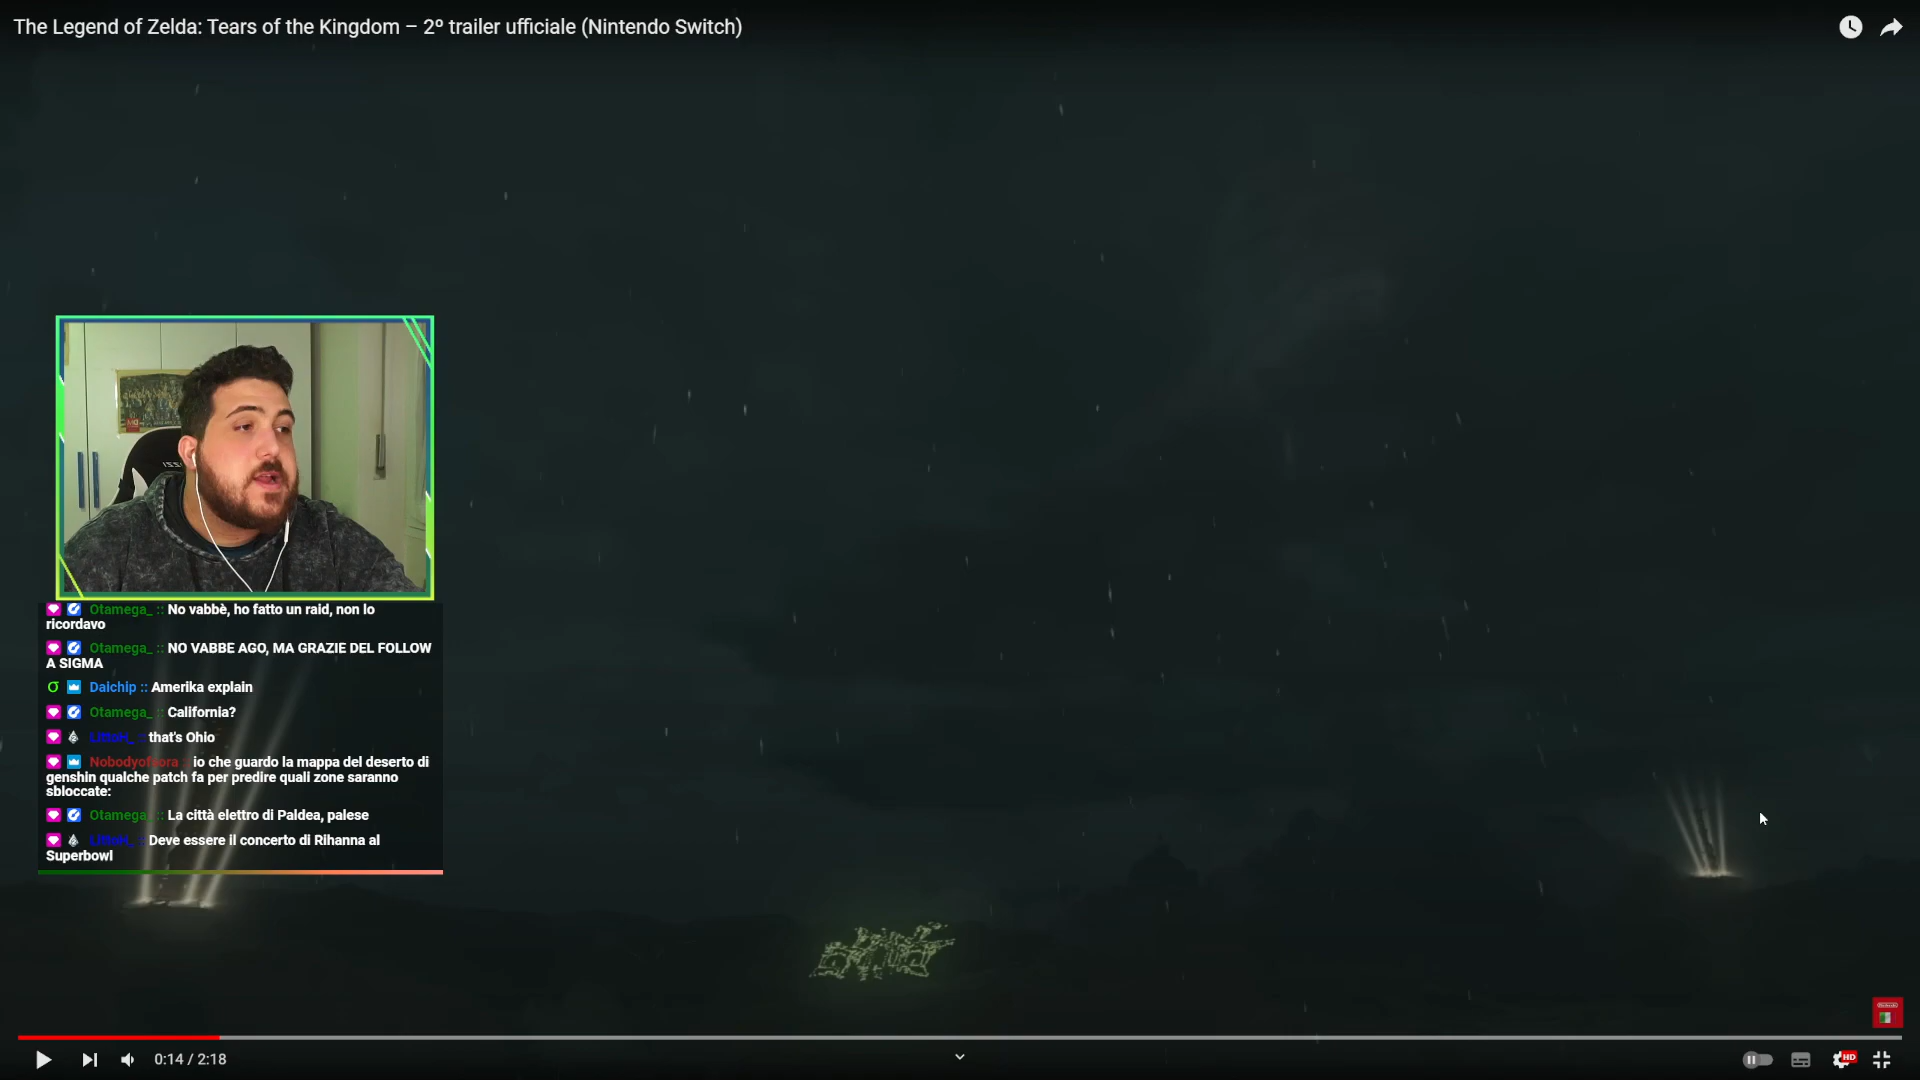 The Legend of Zelda: Tears of the Kingdom – 2º trailer ufficiale (Nintendo Switch)
Otamega_ :: No vabbè, ho fatto un raid, non lo
ricordavo
Otamega_ :: NO VABBE AGO, MA GRAZIE DEL FOLLOW
A SIGMA
Daichip :: Amerika explain
Otamega_ :: California?
that's Ohio
io che guardo la mappa del deserto di
genshin qualche patch fa per predire quali zone saranno
sbloccate:
Otamega_ :: La città elettro di Paldea, palese
Deve essere il concerto di Rihanna al
Superbowl
0:14 / 2:18
HD